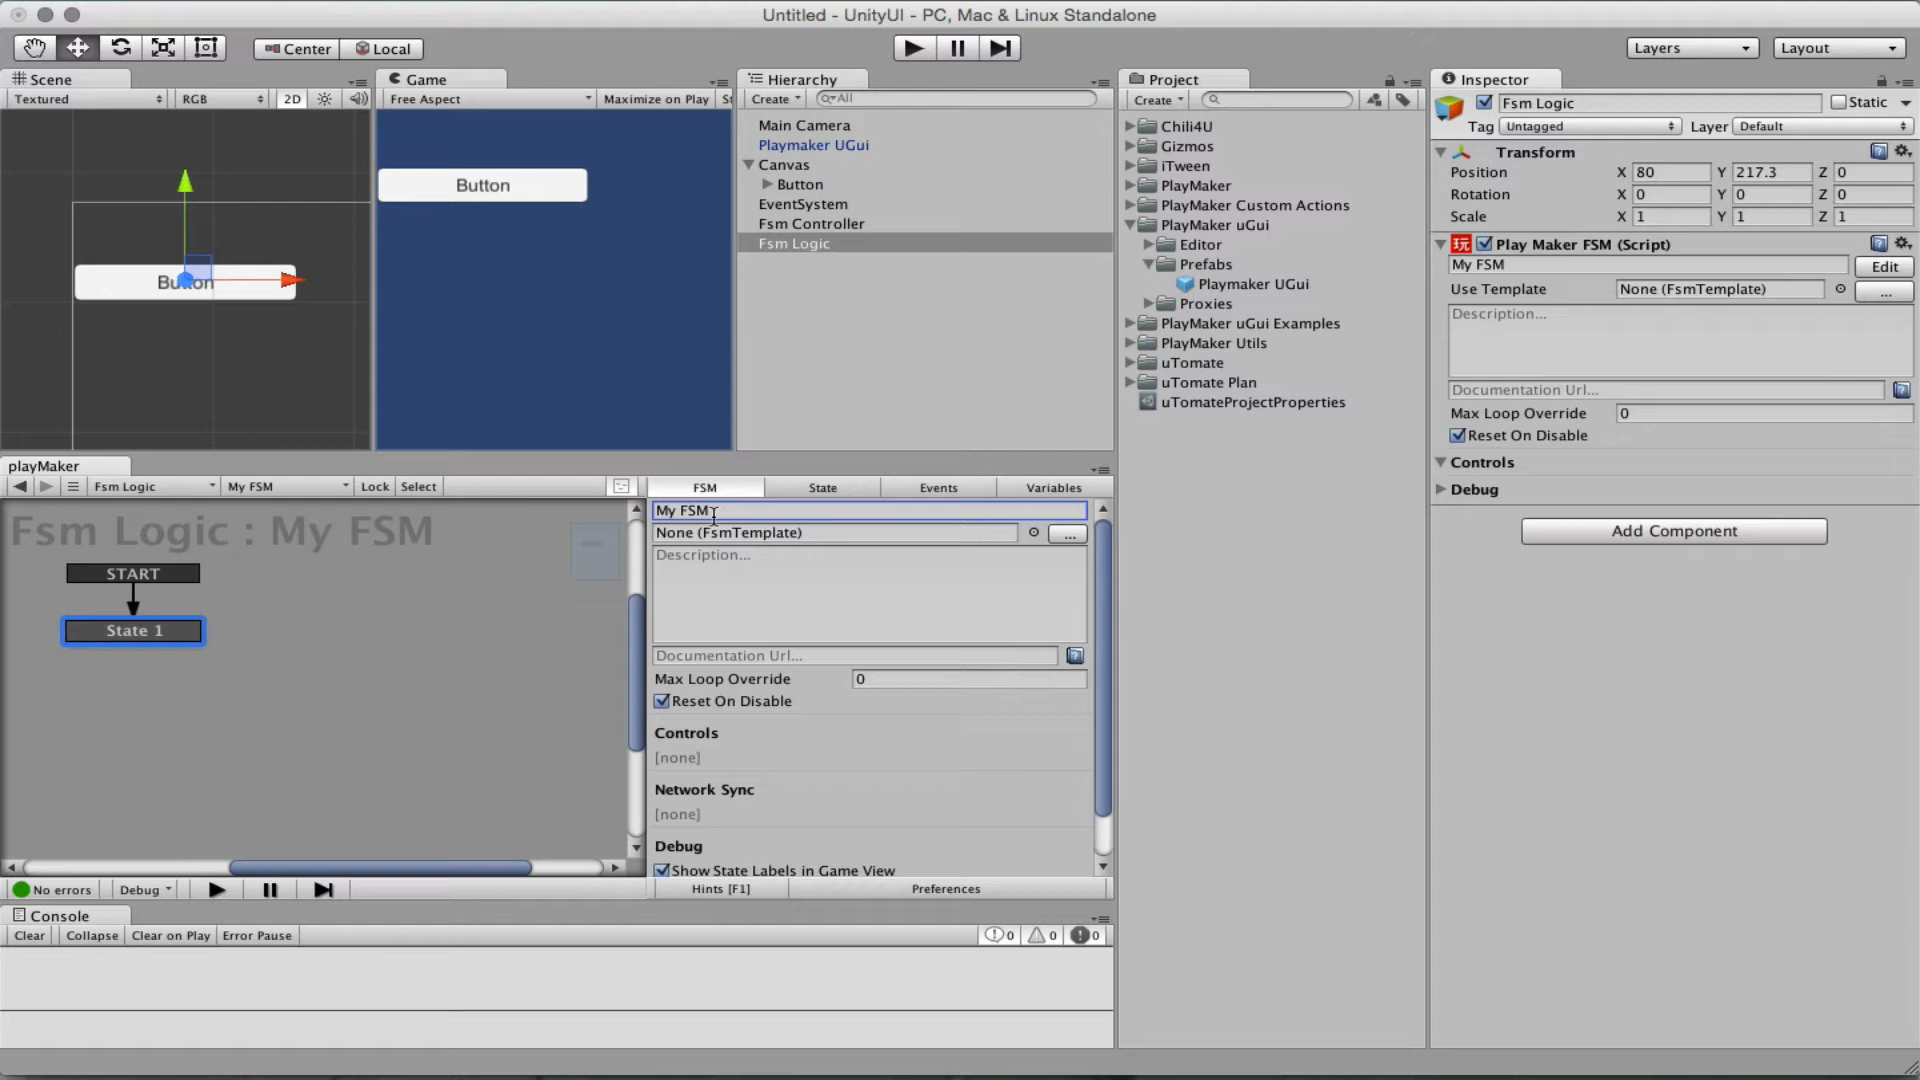 Untitled - UnityUI - PC, Mac & Linux Standalone
Center
Local
Layers
Layout
Scene
Textured
RGB
2D
Button
Game
Free Aspect
Maximize on Play
Button
Hierarchy
Create
All
Main Camera
Playmaker UGui
Canvas
Button
EventSystem
Fsm Controller
Fsm Logic
Project
Create
Chili4U
Gizmos
iTween
PlayMaker
PlayMaker Custom Actions
PlayMaker uGui
Editor
Prefabs
Playmaker UGui
Proxies
PlayMaker uGui Examples
PlayMaker Utils
uTomate
uTomate Plan
uTomateProjectProperties
Inspector
Fsm Logic
Static
Tag Untagged Layer Default
Transform
Position X 80 Y 217.3 Z 0
Rotation X 0 Y 0 Z 0
Scale X 1 Y 1 Z 1
玩 Play Maker FSM (Script)
My FSM
Edit
Use Template None (FsmTemplate) ...
Description...
Documentation Url...
Max Loop Override 0
Reset On Disable
Controls
Debug
Add Component
playMaker
Fsm Logic My FSM Lock Select
Fsm Logic : My FSM
START
State 1
No errors Debug
FSM State Events Variables
My FSM
None (FsmTemplate) ...
Description...
Documentation Url...
Max Loop Override 0
Reset On Disable
Controls
[none]
Network Sync
[none]
Debug
Show State Labels in Game View
Hints [F1] Preferences
Console
Clear Collapse Clear on Play Error Pause
0 0 0